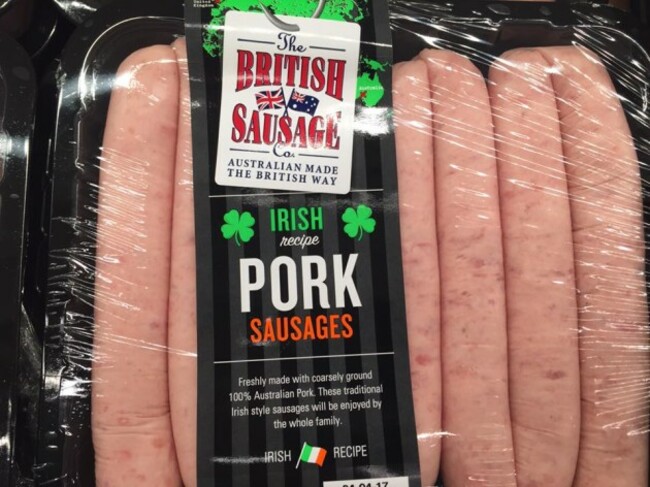 The
BRITISH
SAUSAGE
Co.
AUSTRALIAN MADE
THE BRITISH WAY
IRISH
recipe
PORK
SAUSAGES
Freshly made with coarsely ground
100% Australian Pork. These traditional
Irish style sausages will be enjoyed by
the whole family.
IRISH RECIPE